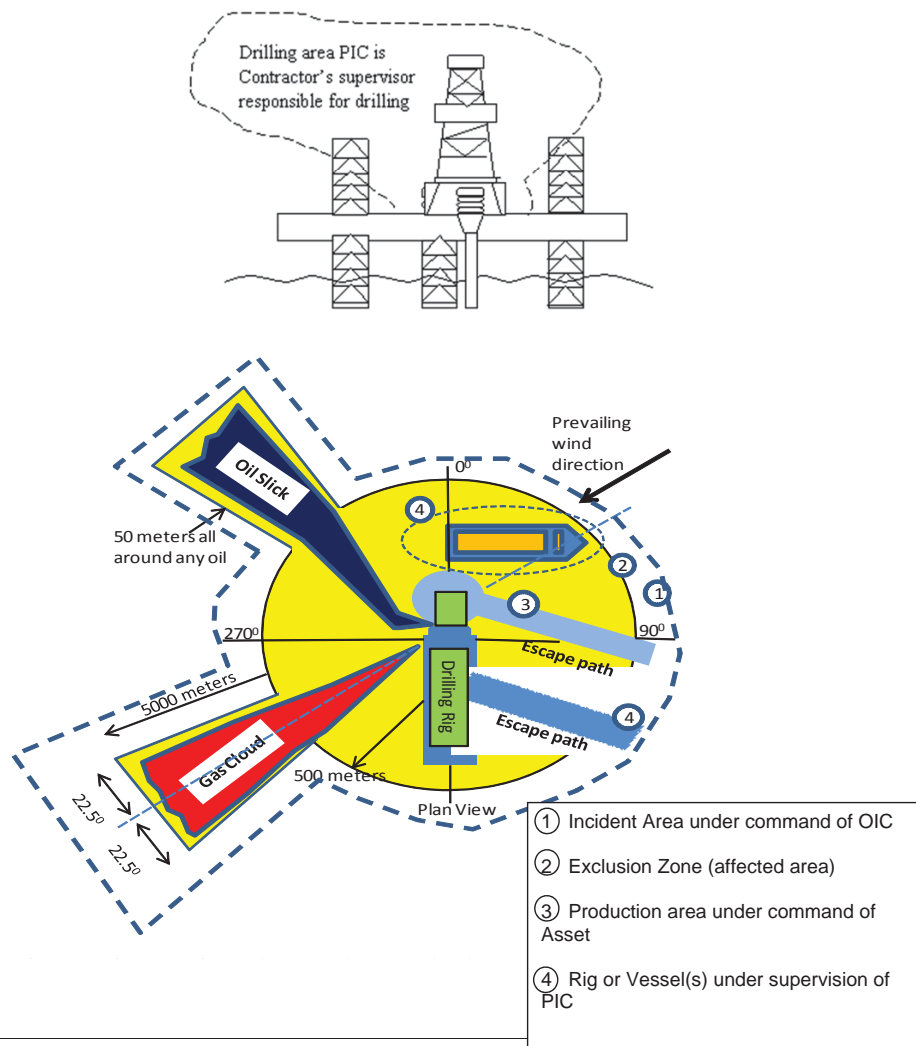 Drilling area PIC is
Contractor's supervisor
responsible for drilling
Prevailing
wind
direction
0⁰
4
Oil Slick
50 meters all
around any oil
2
1
3
270⁰
90⁰
Escape path
Drilling Rig
5000 meters
4
Escape path
Gas Cloud
500 meters
22.5⁰
22.5⁰
Plan View
1 Incident Area under command of OIC
2 Exclusion Zone (affected area)
3 Production area under command of
Asset
4 Rig or Vessel(s) under supervision of
PIC